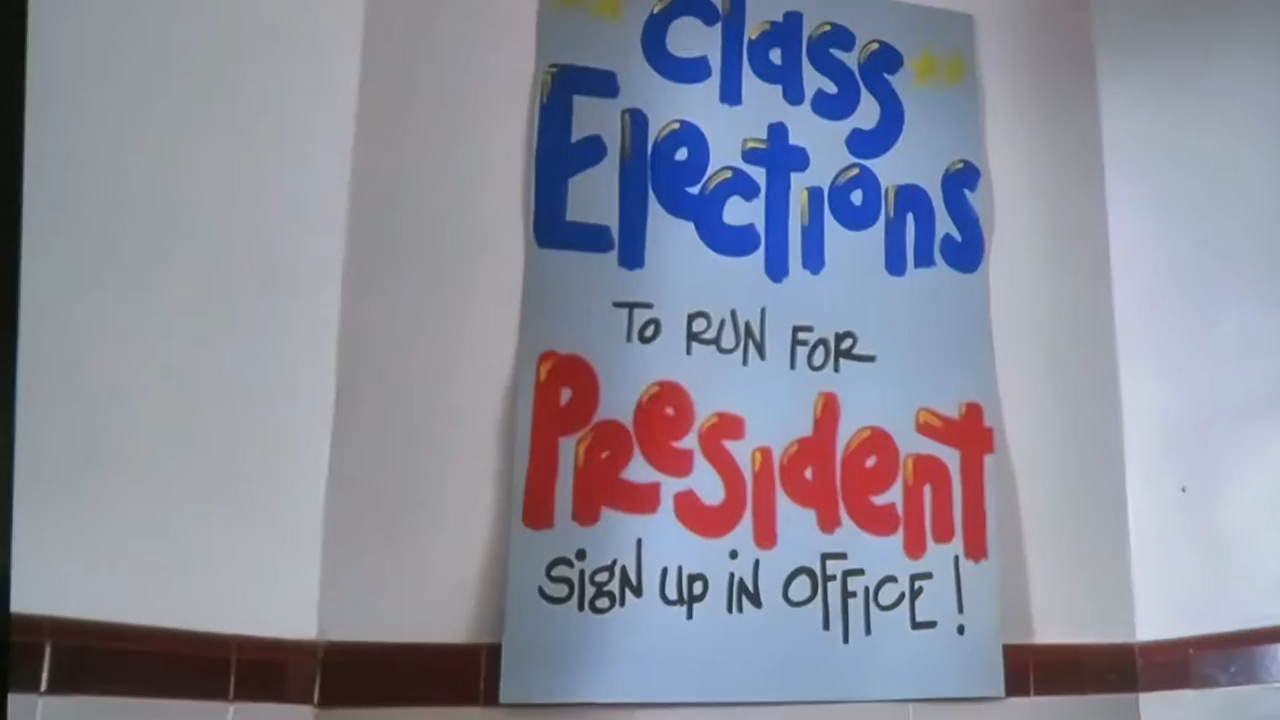 Class
Elections
To RUN FoR
President
SigN up iN OFFiCE!